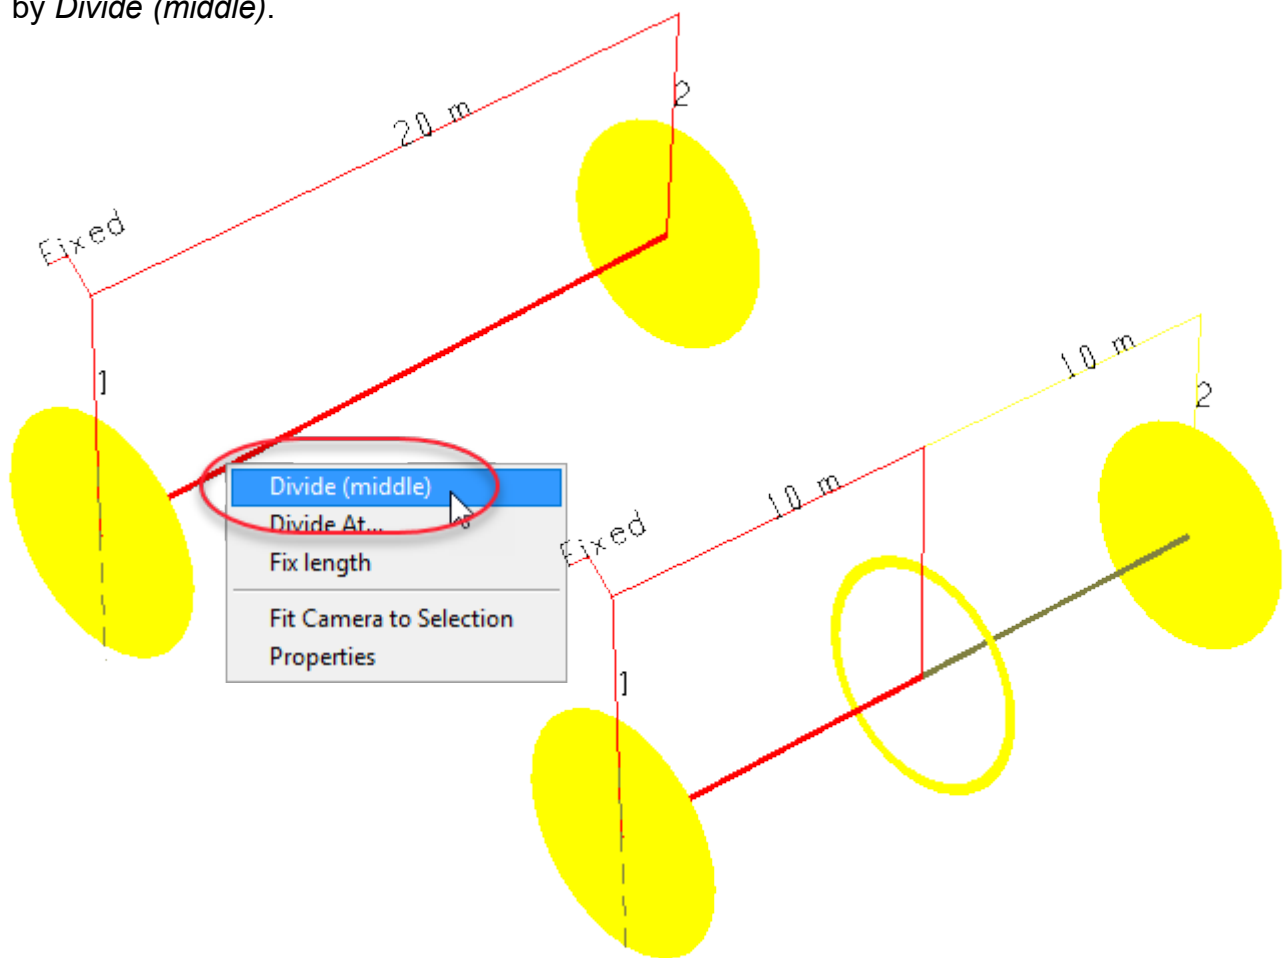 by Divide (middle).
20 m
2
Fixed
1
Divide (middle)
Divide At...
Fix length
Fit Camera to Selection
Properties
10 m
2
10 m
Fixed
1